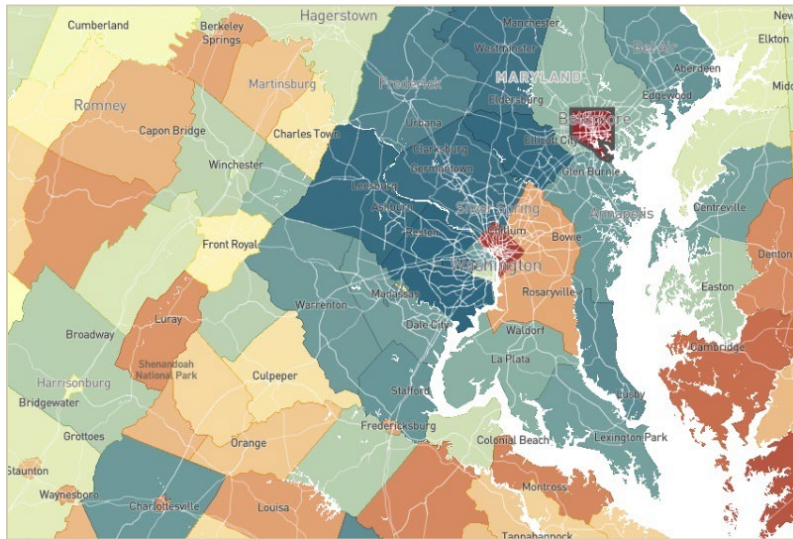 Cumberland
Berkeley
Springs
Hagerstown
Manchester
New
Elkton
Westminster
Bel Air
Martinsburg
Frederick
MARYLAND
Aberdeen
Romney
Eldersburg
Edgewood
Midd
Capon Bridge
Charles Town
Urbana
Baltimore
Ellicott City
Clarksburg
Winchester
Germantown
Glen Burnie
Leesburg
Ashburn
Silver Spring
Annapolis
Centreville
Front Royal
Reston
Bowie
Denton
Washington
Easton
Manassas
Rosaryville
Warrenton
Luray
Dale City
Waldorf
Broadway
Cambridge
La Plata
Shenandoah
National Park
Culpeper
Harrisonburg
Stafford
Lusby
Bridgewater
Fredericksburg
Grottoes
Orange
Colonial Beach
Lexington Park
Staunton
Waynesboro
Charlottesville
Louisa
Montross
Tappahannock